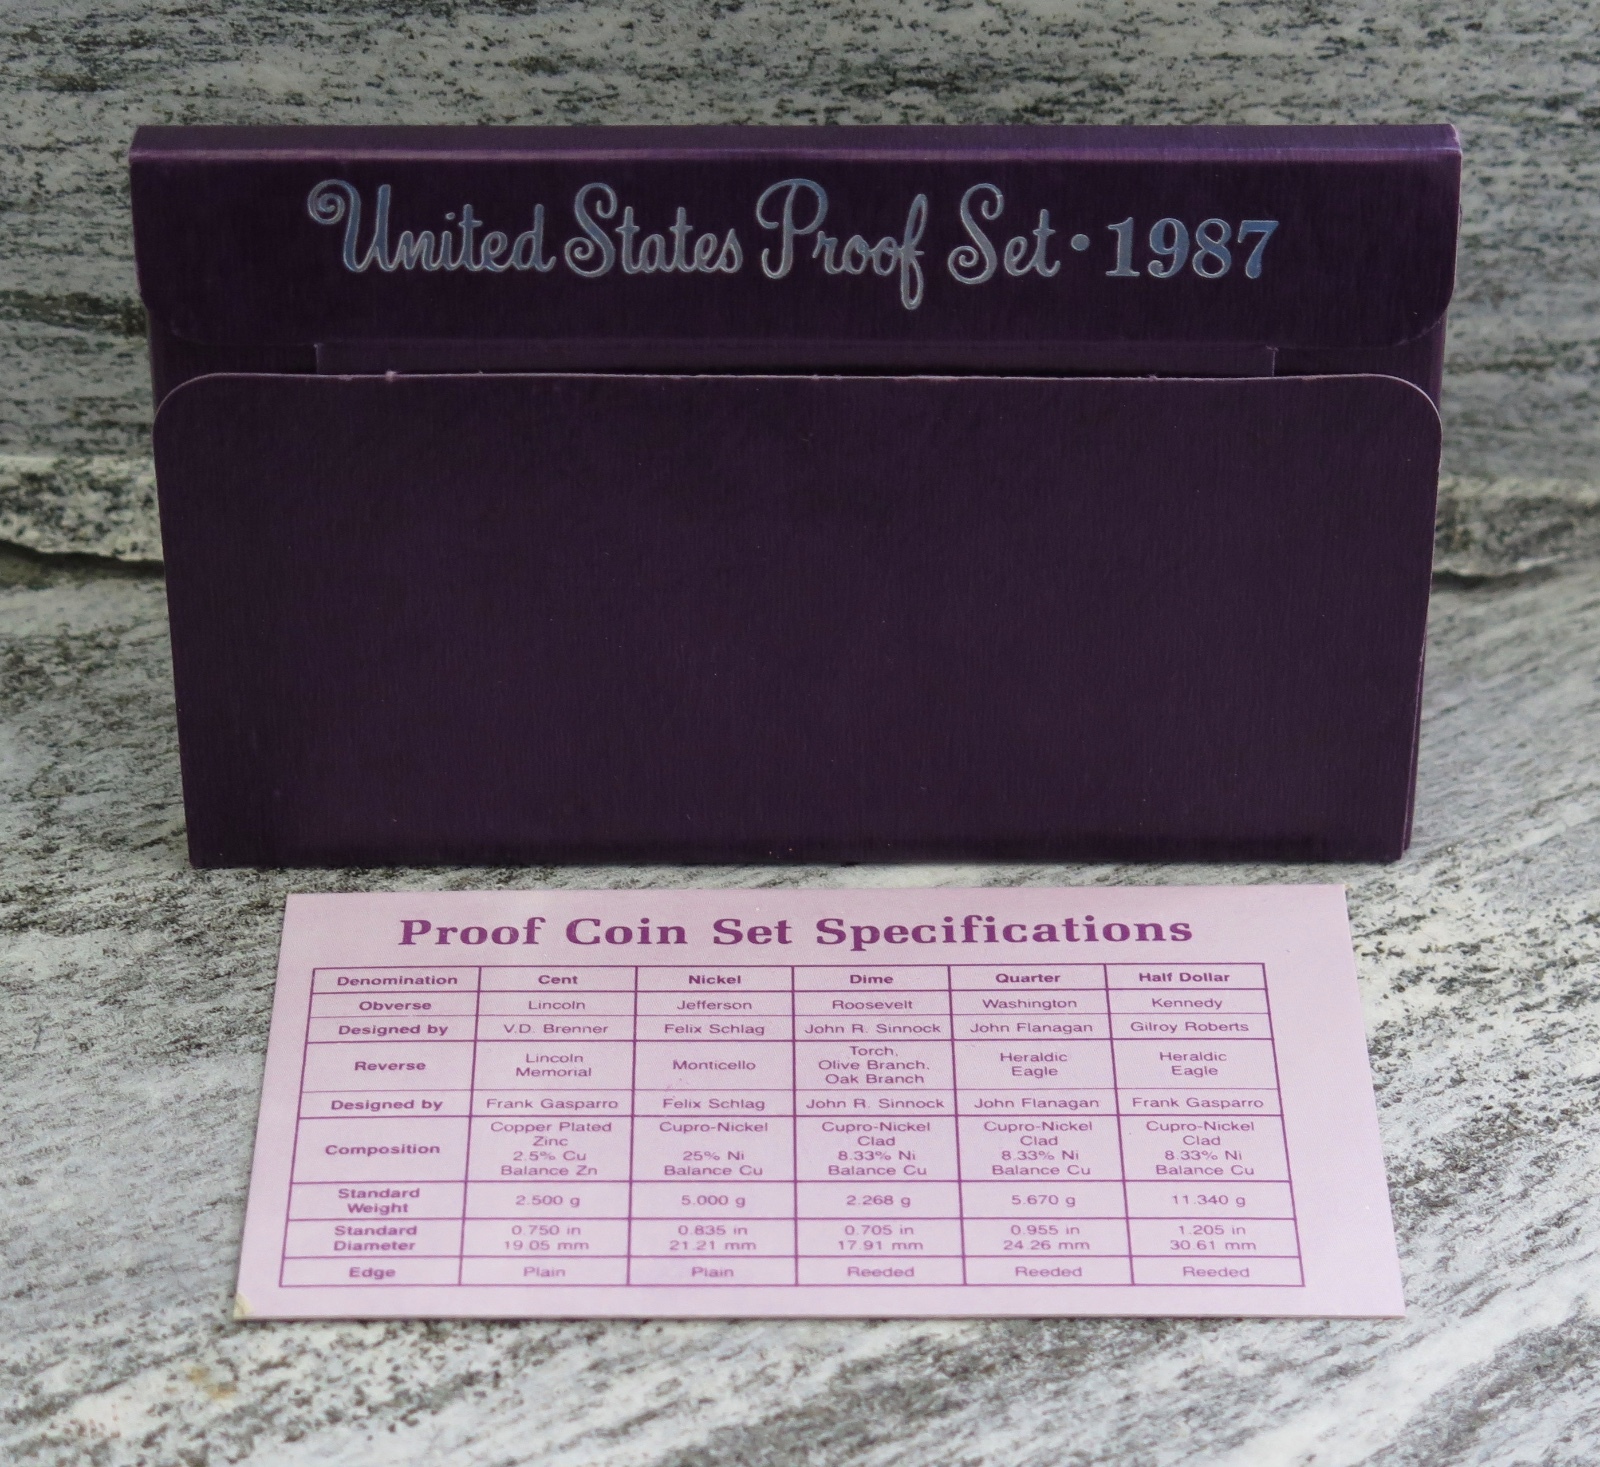 United States Proof Set • 1987
Proof Coin Set Specifications
Denomination Cent Nickel Dime Quarter Half Dollar
Obverse Lincoln Jefferson Roosevelt Washington Kennedy
Designed by V.D. Brenner Felix Schlag John R. Sinnock John Flanagan Gilroy Roberts
Reverse Lincoln Memorial Monticello Torch, Olive Branch, Oak Branch Heraldic Eagle Heraldic Eagle
Designed by Frank Gasparro Felix Schlag John R. Sinnock John Flanagan Frank Gasparro
Composition Copper Plated Zinc 2.5% Cu Balance Zn Cupro-Nickel 25% Ni Balance Cu Cupro-Nickel Clad 8.33% Ni Balance Cu Cupro-Nickel Clad 8.33% Ni Balance Cu Cupro-Nickel Clad 8.33% Ni Balance Cu
Standard Weight 2.500 g 5.000 g 2.268 g 5.670 g 11.340 g
Standard Diameter 0.750 in 19.05 mm 0.835 in 21.21 mm 0.705 in 17.91 mm 0.955 in 24.26 mm 1.205 in 30.61 mm
Edge Plain Plain Reeded Reeded Reeded